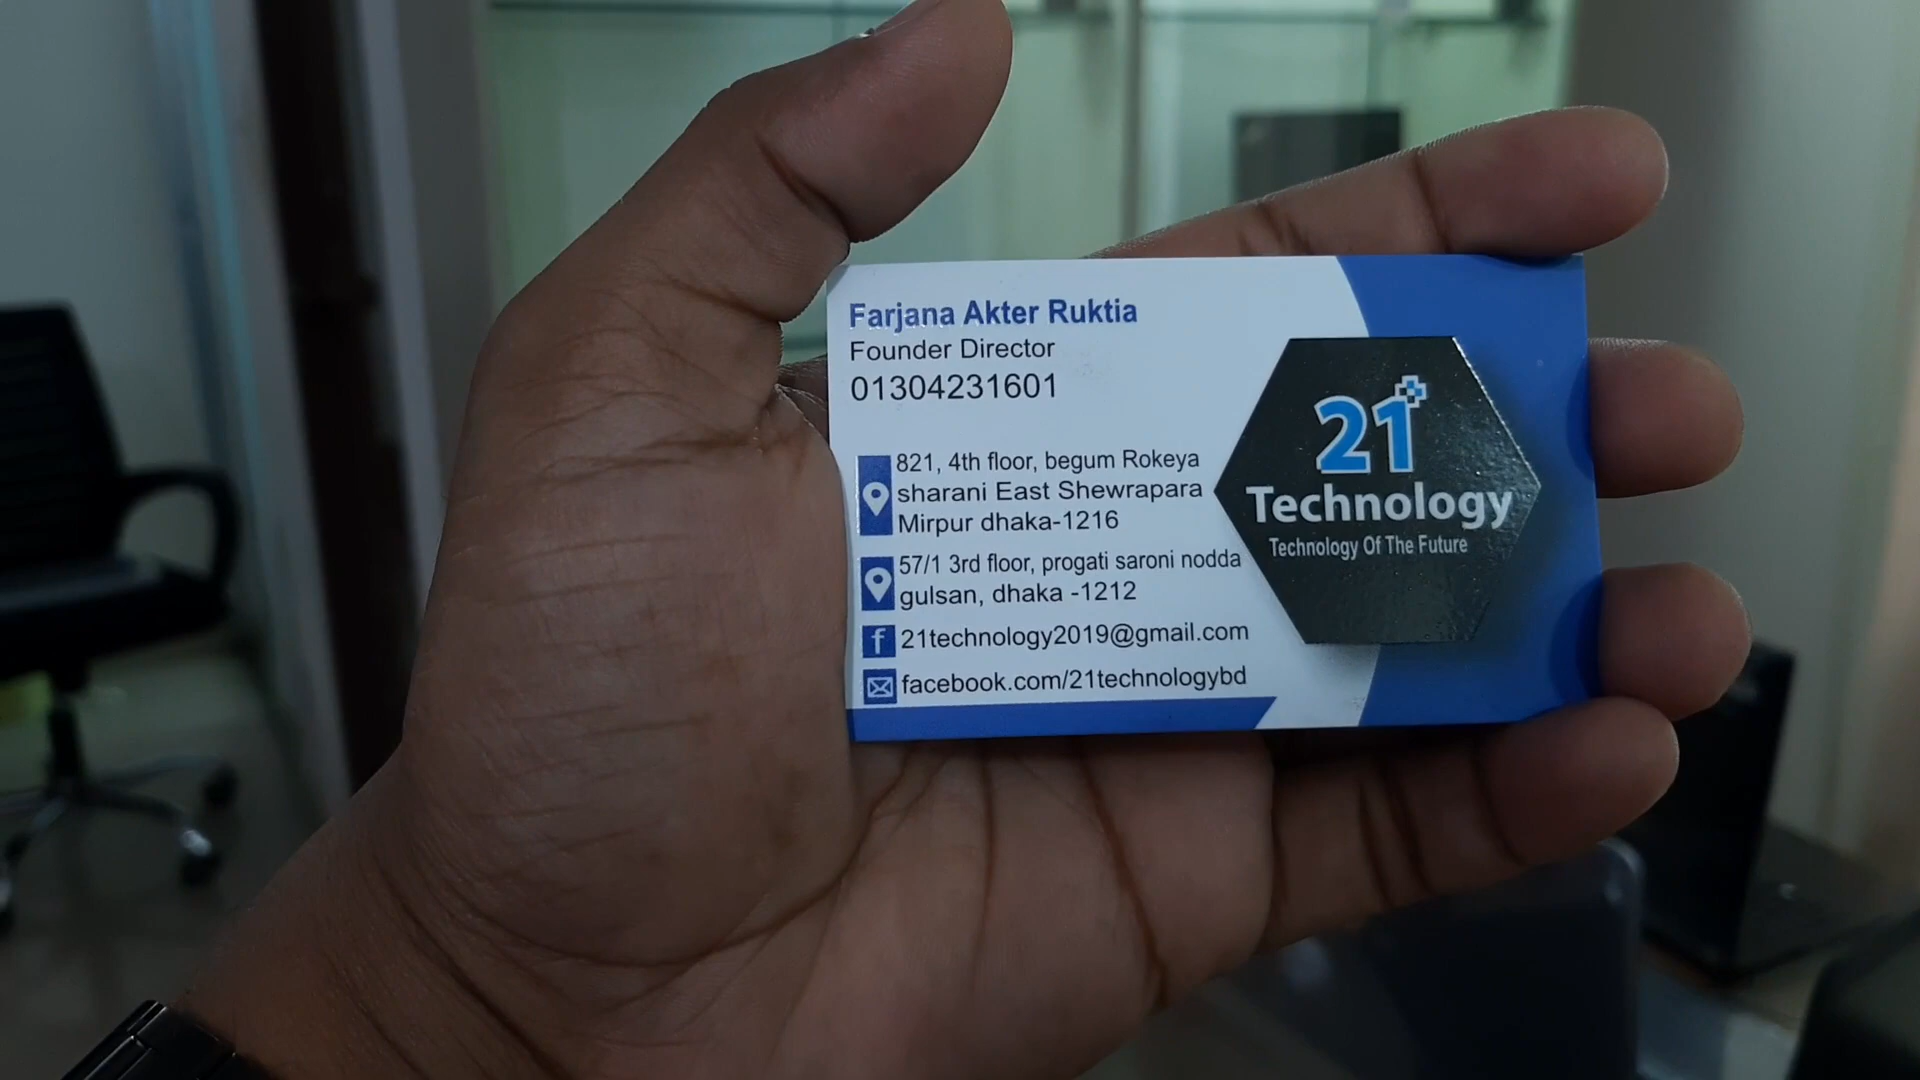 Farjana Akter Ruktia
Founder Director
01304231601
821, 4th floor, begum Rokeya
sharani East Shewrapara
Mirpur dhaka-1216
57/1 3rd floor, progati saroni nodda
gulsan, dhaka -1212
21technology2019@gmail.com
facebook.com/21technologybd
21
Technology
Technology Of The Future